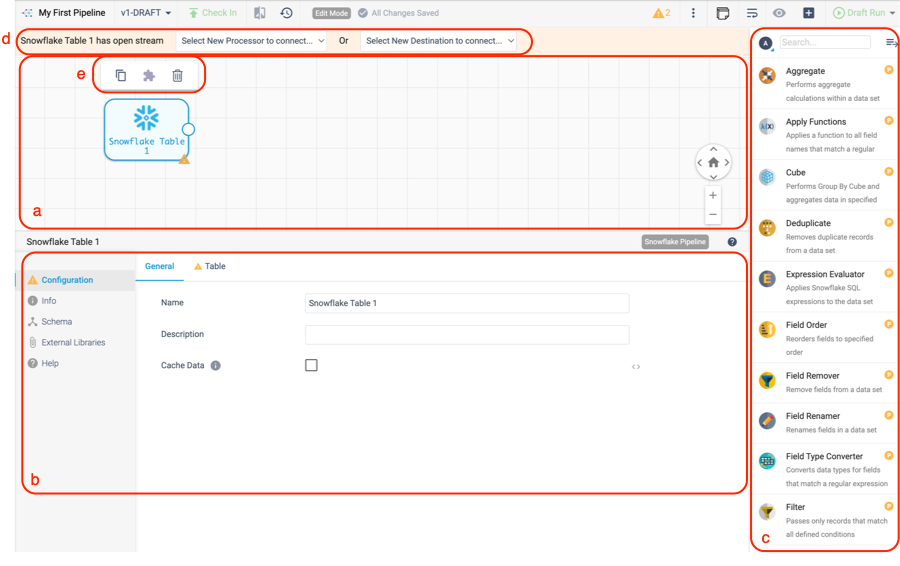 My First Pipeline v1-DRAFT Check In Edit Mode All Changes Saved 2 Draft Run
d
Snowflake Table 1 has open stream Select New Processor to connect... Or Select New Destination to connect...
e
Snowflake Table
1
a
Snowflake Table 1 Snowflake Pipeline ?
Configuration
Info
Schema
External Libraries
Help
General Table
Name Snowflake Table 1
Description
Cache Data
b
A Search...
Aggregate P
Performs aggregate
calculations within a data set
Apply Functions P
λ(x)
Applies a function to all field
names that match a regular
Cube P
Performs Group By Cube and
aggregates data in specified
Deduplicate P
Removes duplicate records
from a data set
Expression Evaluator P
E
Applies Snowflake SQL
expressions to the data set
Field Order P
Reorders fields to specified
order
Field Remover P
Remove fields from a data set
Field Renamer P
Renames fields in a data set
Field Type Converter P
Converts data types for fields
that match a regular expression
Filter P
Passes only records that match
all defined conditions
c